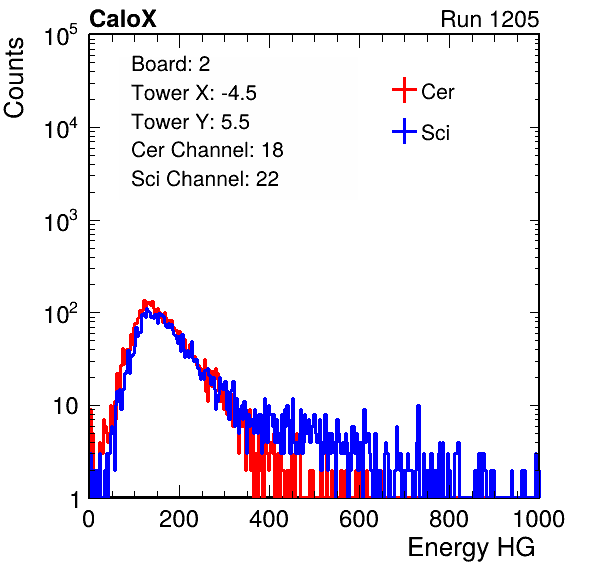 CaloX Run 1205
10^5
Board: 2
Tower X: -4.5
Tower Y: 5.5
Cer Channel: 18
Sci Channel: 22
Cer
Sci
Counts
10^4
10^3
10^2
10
1
0 200 400 600 800 1000
Energy HG